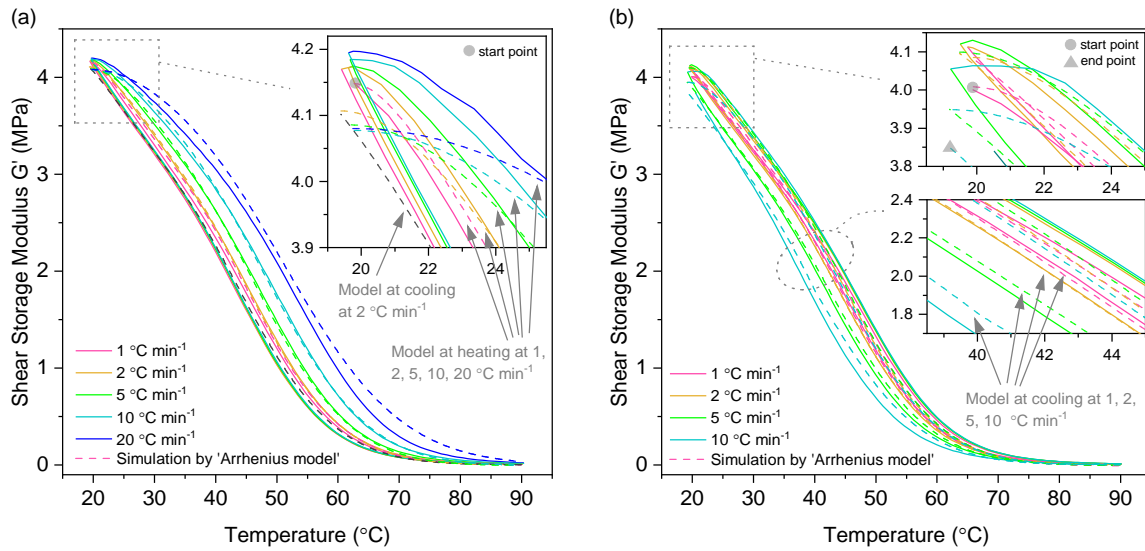 (a)
Shear Storage Modulus G' (MPa)
4
3
2
1
0
20 30 40 50 60 70 80 90
Temperature (°C)
4.2
4.1
4.0
3.9
20 22 24
start point
Model at cooling
at 2 °C min⁻¹
Model at heating at 1,
2, 5, 10, 20 °C min⁻¹
1 °C min⁻¹
2 °C min⁻¹
5 °C min⁻¹
10 °C min⁻¹
20 °C min⁻¹
Simulation by 'Arrhenius model'
(b)
Shear Storage Modulus G' (MPa)
4
3
2
1
0
20 30 40 50 60 70 80 90
Temperature (°C)
4.1
4.0
3.9
3.8
20 22 24
start point
end point
2.4
2.2
2.0
1.8
40 42 44
Model at cooling at 1, 2,
5, 10 °C min⁻¹
1 °C min⁻¹
2 °C min⁻¹
5 °C min⁻¹
10 °C min⁻¹
Simulation by 'Arrhenius model'